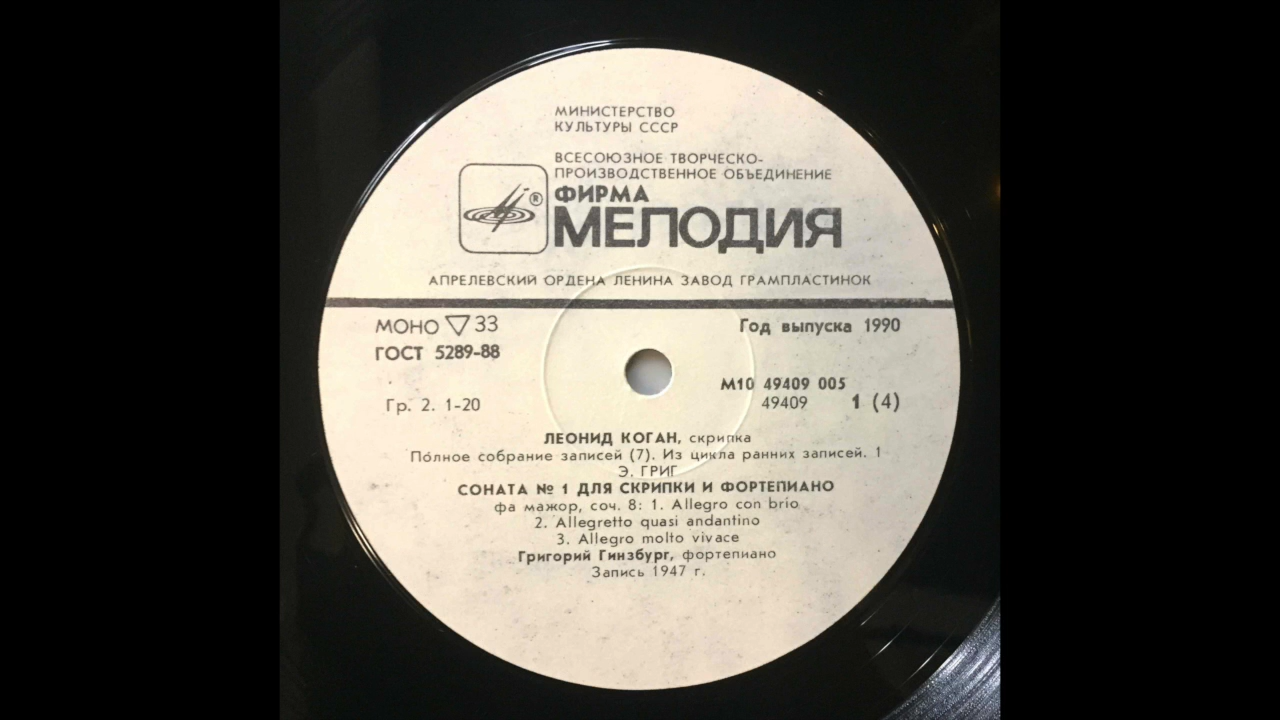 МИНИСТЕРСТВО
КУЛЬТУРЫ СССР
ВСЕСОЮЗНОЕ ТВОРЧЕСКО-
ПРОИЗВОДСТВЕННОЕ ОБЪЕДИНЕНИЕ
®
ФИРМА
МЕЛОДИЯ
АПРЕЛЕВСКИЙ ОРДЕНА ЛЕНИНА ЗАВОД ГРАМПЛАСТИНОК
МОНО ▽ 33 Год выпуска 1990
ГОСТ 5289-88
М10 49409 005
Гр. 2. 1-20 49409 1 (4)
ЛЕОНИД КОГАН, скрипка
Полное собрание записей (7). Из цикла ранних записей. 1
Э. ГРИГ
СОНАТА № 1 ДЛЯ СКРИПКИ И ФОРТЕПИАНО
фа мажор, соч. 8: 1. Allegro con brio
2. Allegretto quasi andantino
3. Allegro molto vivace
Григорий Гинзбург, фортепиано
Запись 1947 г.